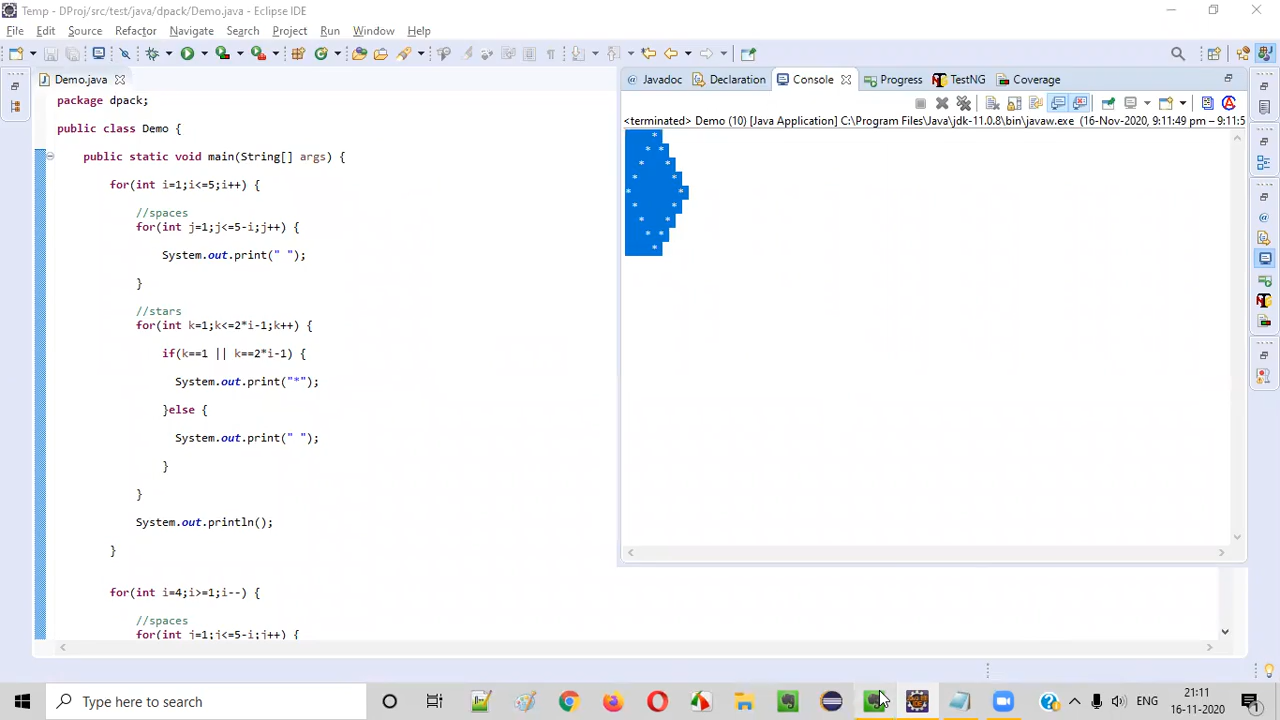 Temp - DProj/src/test/java/dpack/Demo.java - Eclipse IDE
File Edit Source Refactor Navigate Search Project Run Window Help
Demo.java
Javadoc Declaration Console Progress TestNG Coverage
<terminated> Demo (10) [Java Application] C:\Program Files\Java\jdk-11.0.8\bin\javaw.exe (16-Nov-2020, 9:11:49 pm – 9:11:5
    *
   * *
  *   *
 *     *
*       *
 *     *
  *   *
   * *
    *
package dpack;
public class Demo {
public static void main(String[] args) {
for(int i=1;i<=5;i++) {
//spaces
for(int j=1;j<=5-i;j++) {
System.out.print(" ");
}
//stars
for(int k=1;k<=2*i-1;k++) {
if(k==1 || k==2*i-1) {
System.out.print("*");
}else {
System.out.print(" ");
}
}
System.out.println();
}
for(int i=4;i>=1;i--) {
//spaces
for(int j=1;j<=5-i;j++) {
Type here to search
ENG
21:11
16-11-2020